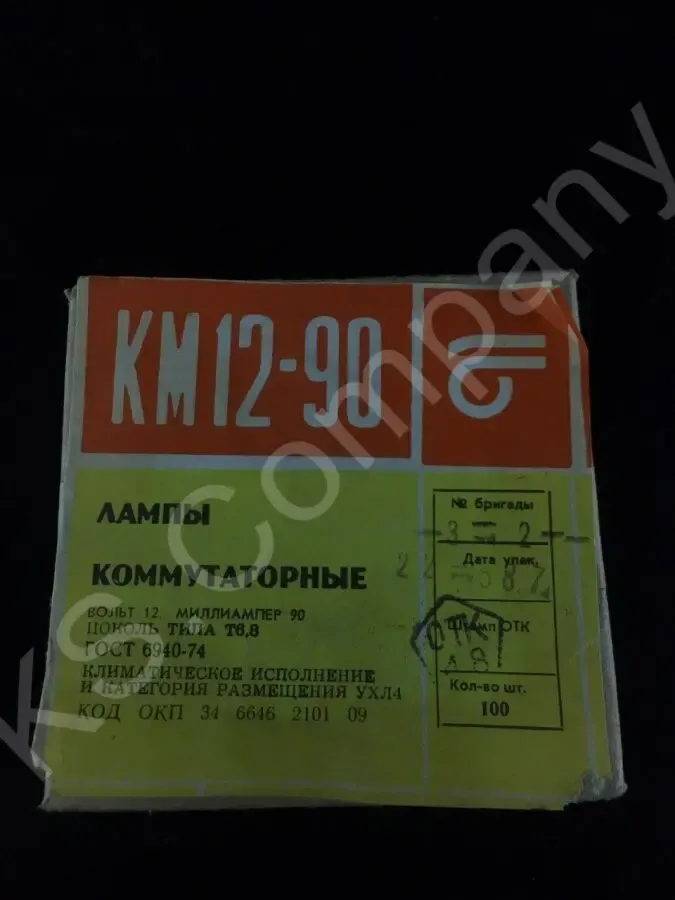 КМ12-90
ЛАМПЫ
КОММУТАТОРНЫЕ
ВОЛЬТ 12. МИЛЛИАМПЕР 90
ЦОКОЛЬ ТИПА Т6,8
ГОСТ 6940-74
КЛИМАТИЧЕСКОЕ ИСПОЛНЕНИЕ
И КАТЕГОРИЯ РАЗМЕЩЕНИЯ УХЛ4
КОД ОКП 34 6646 2101 09
№ бригады
3 2
Дата упак.
Штамп ОТК
ОТК
Кол-во шт.
100
Ks.Company